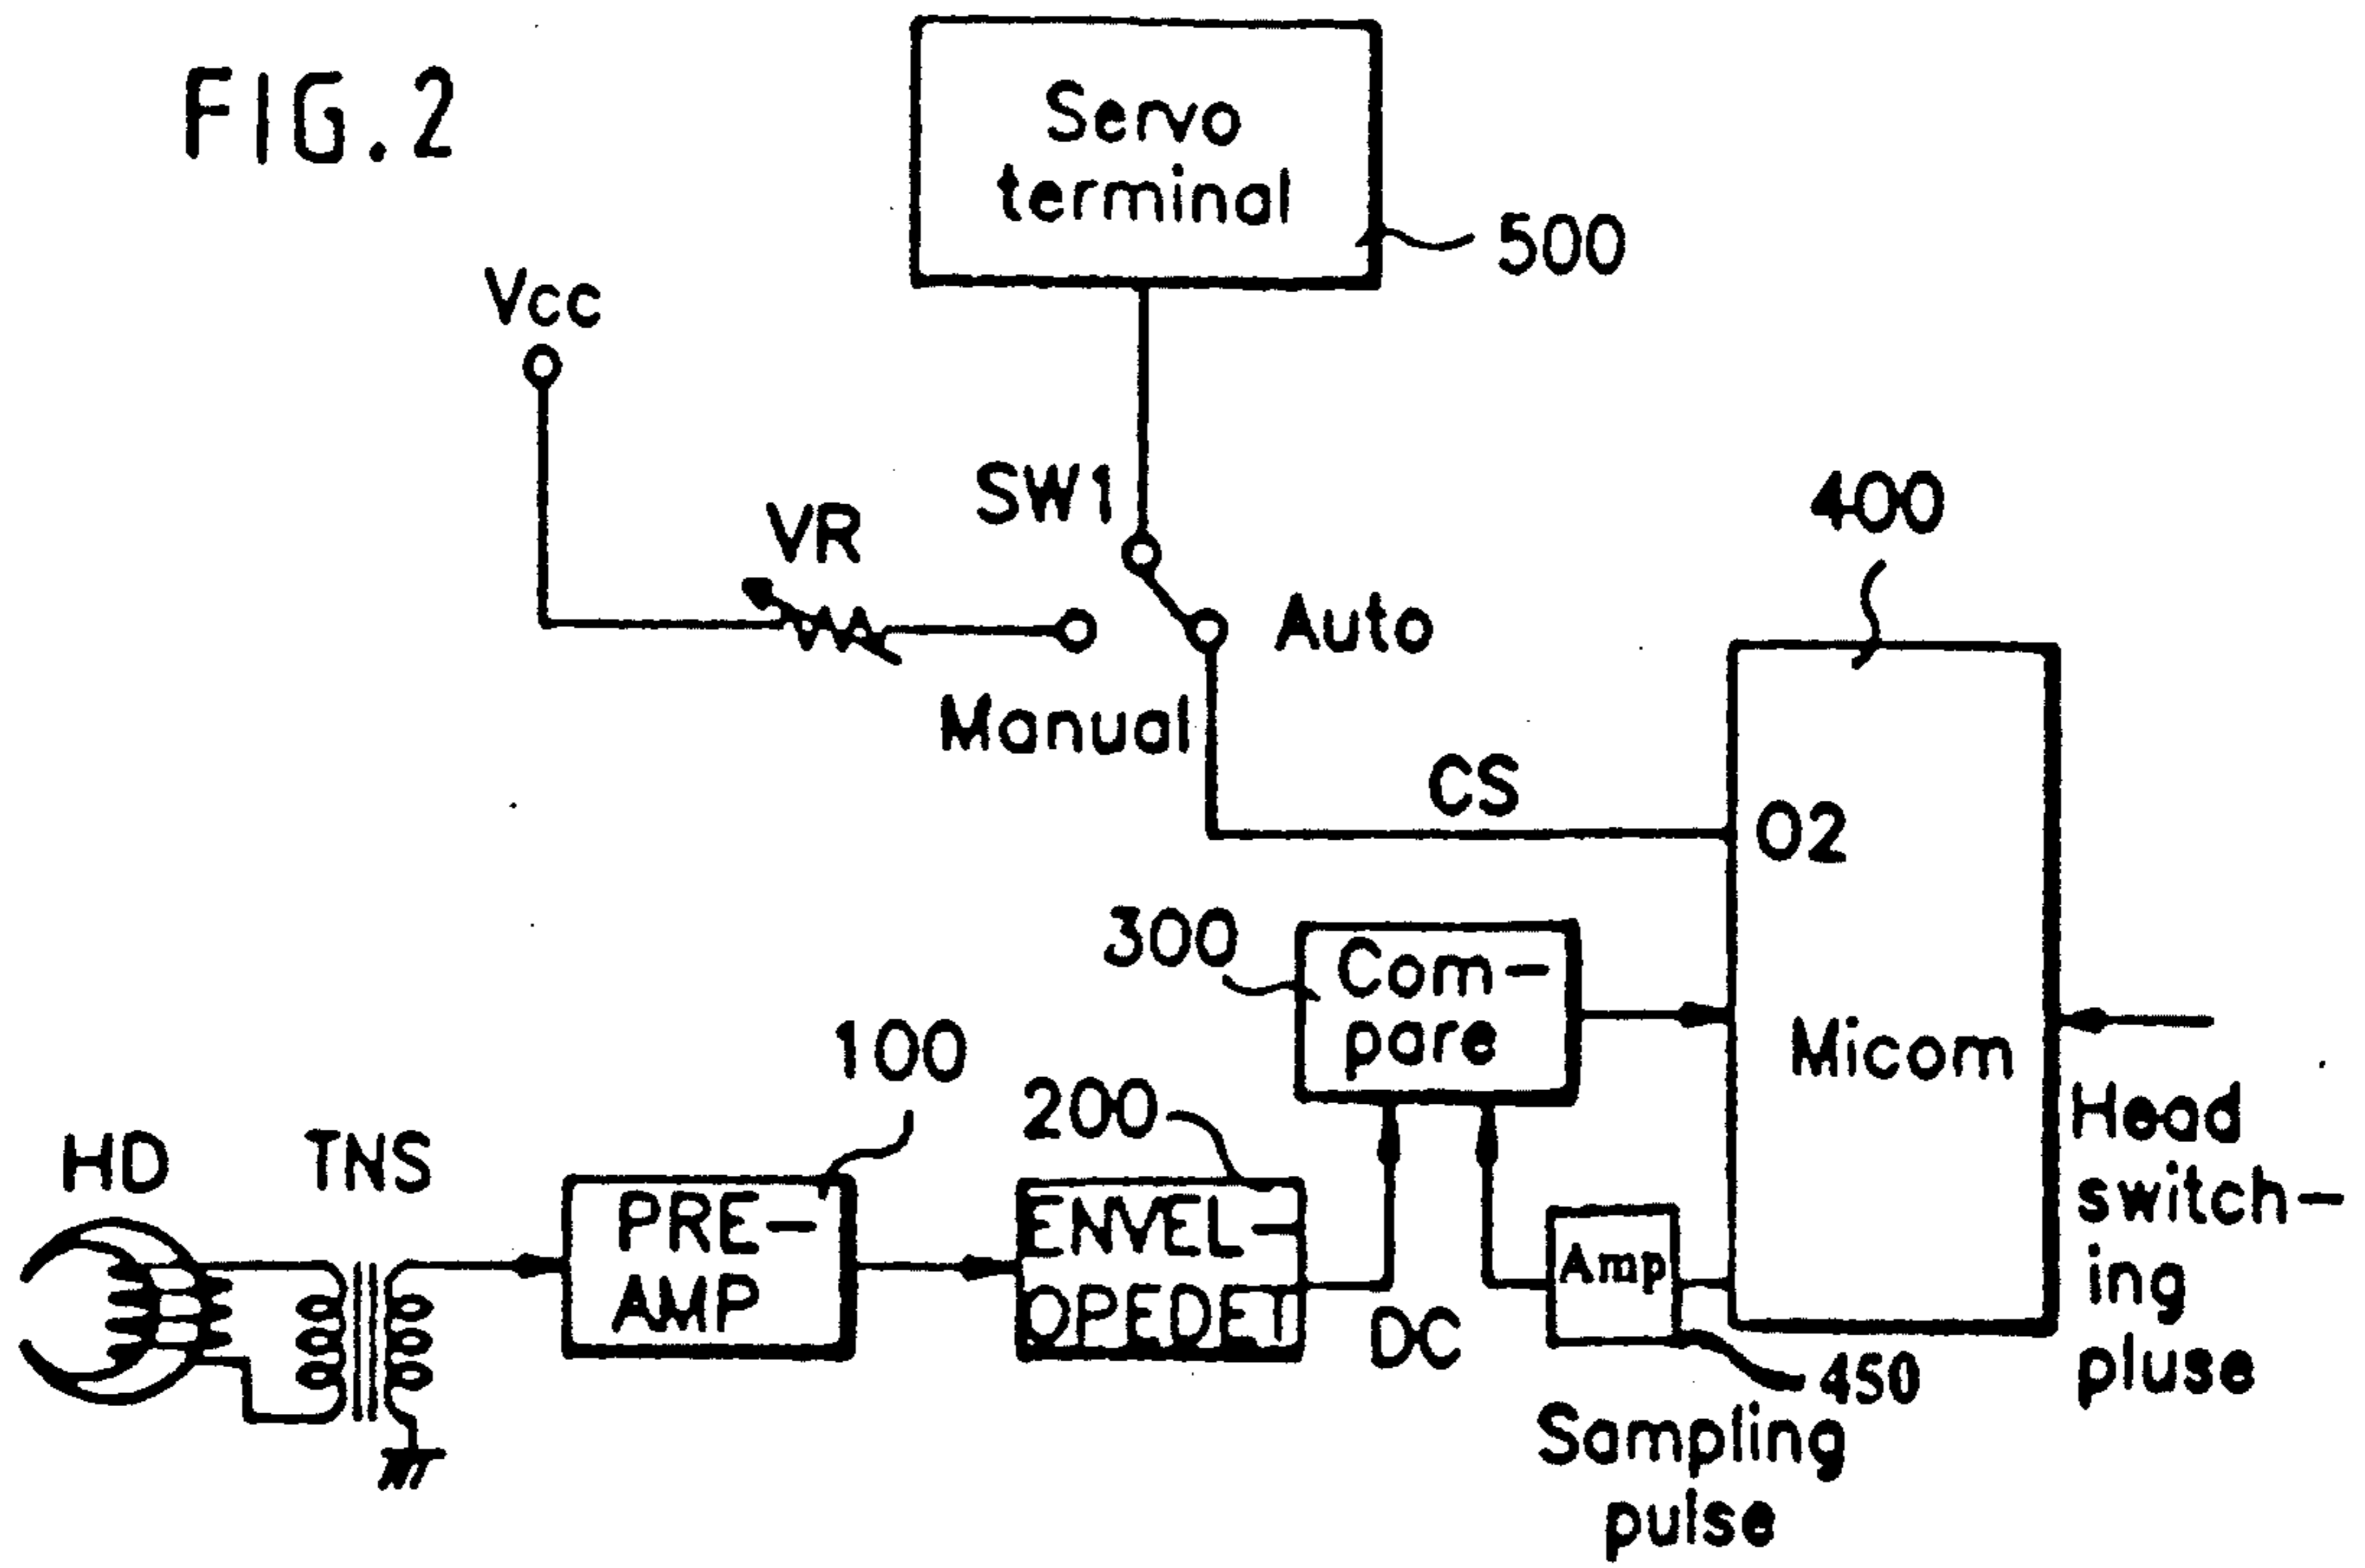 FIG.2
Servo
terminal
500
Vcc
SW1
VR
400
Auto
Manual
CS
O2
300
Com-
pare
100
Micom
200
HD
TNS
Head
switch-
ing
pluse
PRE-
AMP
ENVEL-
OPEDET
Amp
DC
450
Sampling
pulse